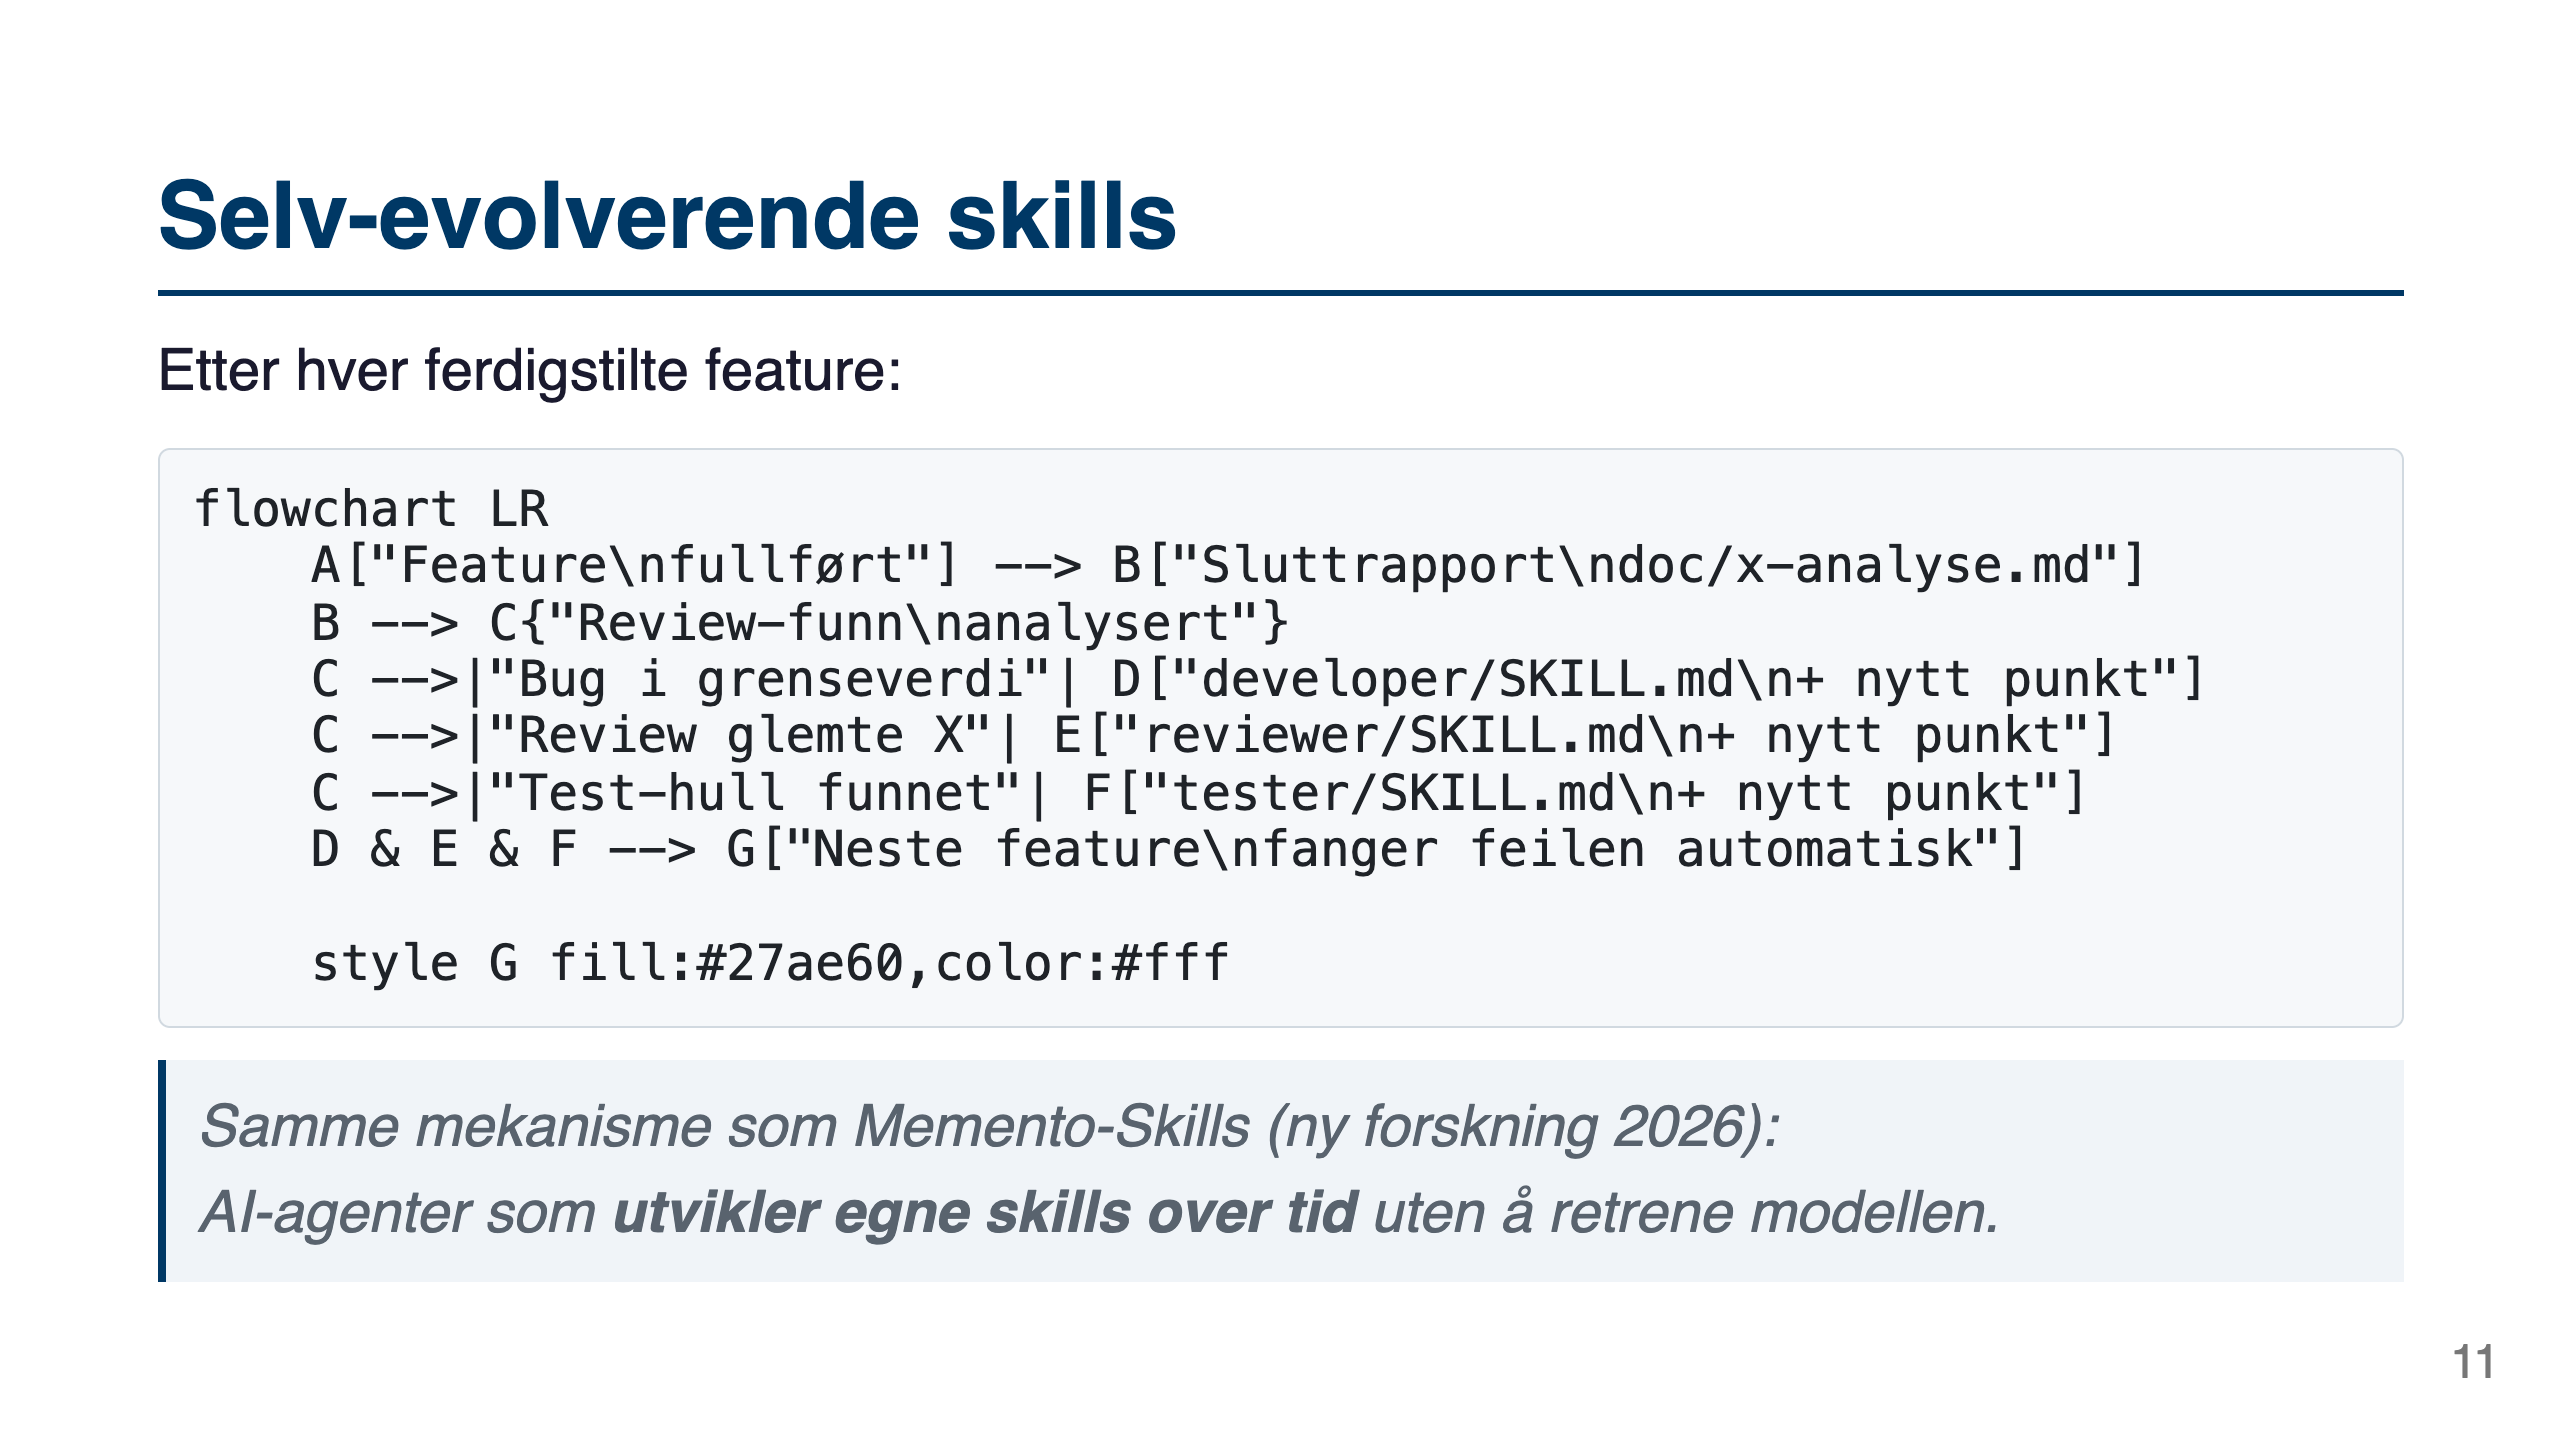 Selv-evolverende skills
Etter hver ferdigstilte feature:
flowchart LR
    A["Feature\nfullført"] --> B["Sluttrapport\ndoc/x-analyse.md"]
    B --> C{"Review-funn\nanalysert"}
    C -->|"Bug i grenseverdi"| D["developer/SKILL.md\n+ nytt punkt"]
    C -->|"Review glemte X"| E["reviewer/SKILL.md\n+ nytt punkt"]
    C -->|"Test-hull funnet"| F["tester/SKILL.md\n+ nytt punkt"]
    D & E & F --> G["Neste feature\nfanger feilen automatisk"]
    style G fill:#27ae60,color:#fff
Samme mekanisme som Memento-Skills (ny forskning 2026):
AI-agenter som utvikler egne skills over tid uten å retrene modellen.
11